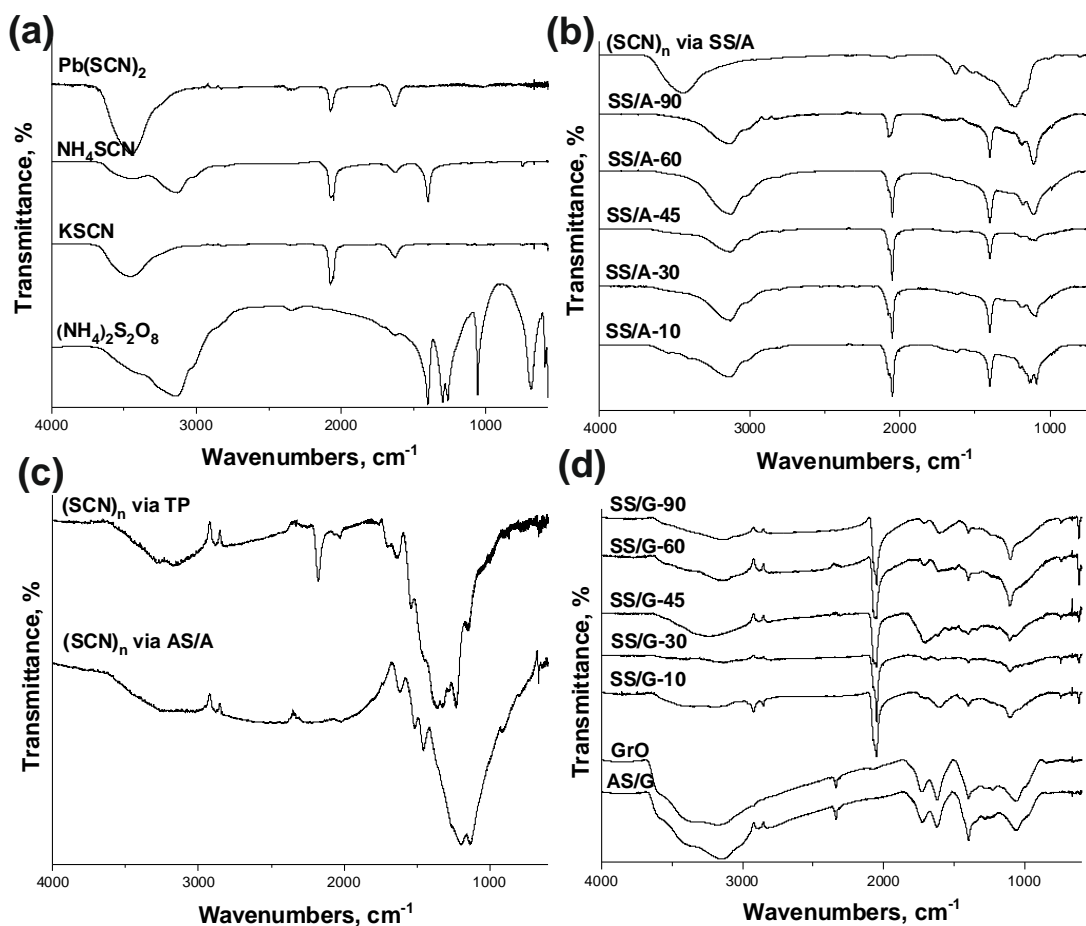 (a)
Pb(SCN)₂
NH₄SCN
KSCN
(NH₄)₂S₂O₈
Transmittance, %
4000 3000 2000 1000
Wavenumbers, cm⁻¹
(b)
(SCN)ₙ via SS/A
SS/A-90
SS/A-60
SS/A-45
SS/A-30
SS/A-10
Transmittance, %
4000 3000 2000 1000
Wavenumbers, cm⁻¹
(c)
(SCN)ₙ via TP
(SCN)ₙ via AS/A
Transmittance, %
4000 3000 2000 1000
Wavenumbers, cm⁻¹
(d)
SS/G-90
SS/G-60
SS/G-45
SS/G-30
SS/G-10
GrO
AS/G
Transmittance, %
4000 3000 2000 1000
Wavenumbers, cm⁻¹